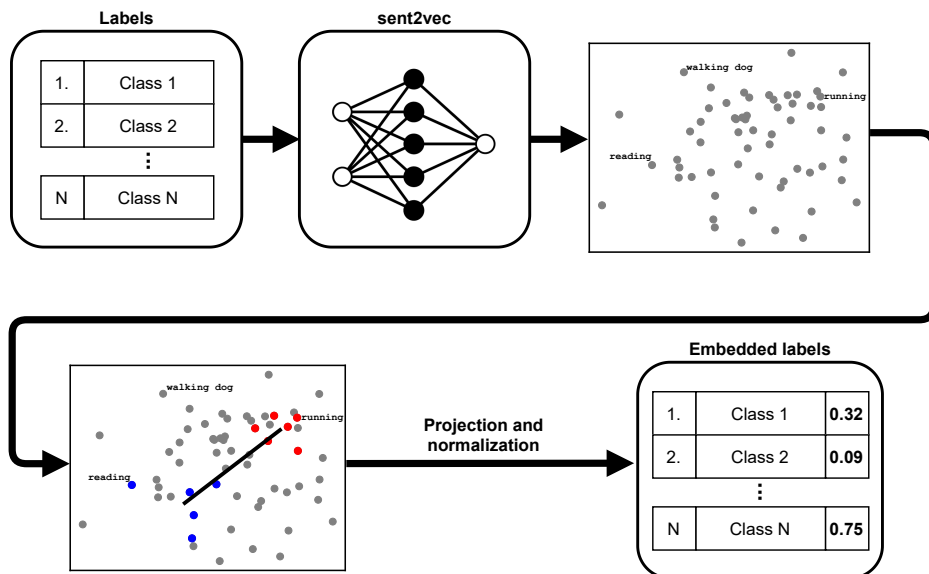 Labels
1. Class 1
2. Class 2
⋮
N Class N
sent2vec
walking dog
running
reading
walking dog
running
reading
Projection and
normalization
Embedded labels
1. Class 1 0.32
2. Class 2 0.09
⋮
N Class N 0.75